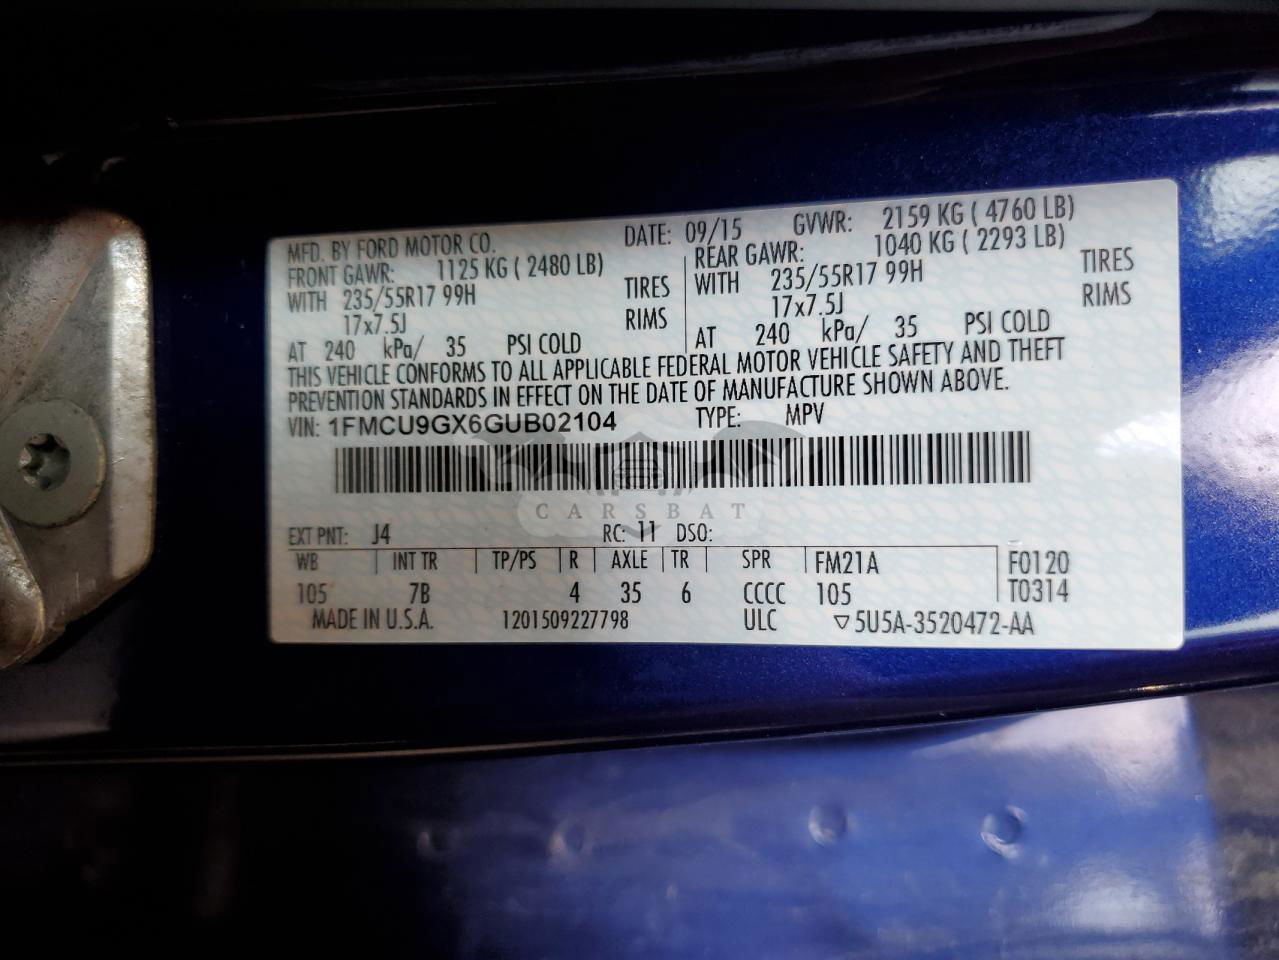 MFD. BY FORD MOTOR CO. DATE: 09/15 GVWR: 2159 KG ( 4760 LB)
FRONT GAWR: 1125 KG ( 2480 LB) REAR GAWR: 1040 KG ( 2293 LB)
WITH 235/55R17 99H TIRES WITH 235/55R17 99H TIRES
17x7.5J RIMS 17x7.5J RIMS
AT 240 kPa/ 35 PSI COLD AT 240 kPa/ 35 PSI COLD
THIS VEHICLE CONFORMS TO ALL APPLICABLE FEDERAL MOTOR VEHICLE SAFETY AND THEFT
PREVENTION STANDARDS IN EFFECT ON THE DATE OF MANUFACTURE SHOWN ABOVE.
VIN: 1FMCU9GX6GUB02104 TYPE: MPV
CARSBAT
EXT PNT: J4 RC: 11 DSO:
WB INT TR TP/PS R AXLE TR SPR FM21A F0120
105 7B 4 35 6 CCCC 105 T0314
MADE IN U.S.A. 1201509227798 ULC ▽5U5A-3520472-AA